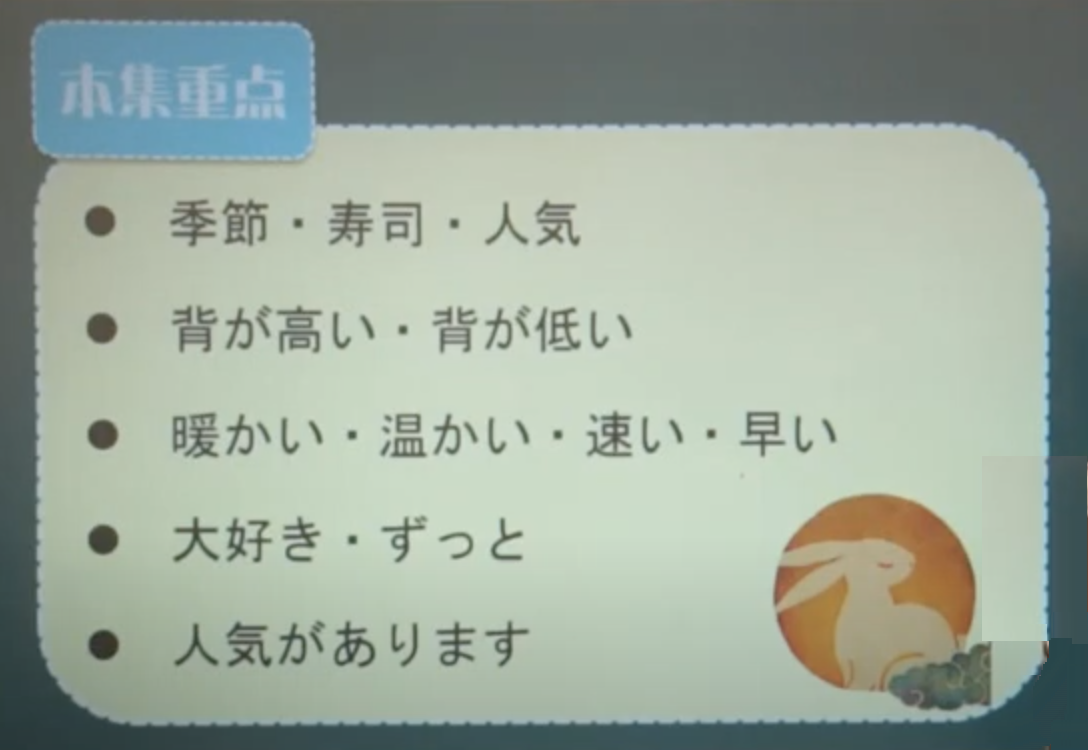 本集重点
● 季節・寿司・人気
● 背が高い・背が低い
● 暖かい・温かい・速い・早い
● 大好き・ずっと
● 人気があります